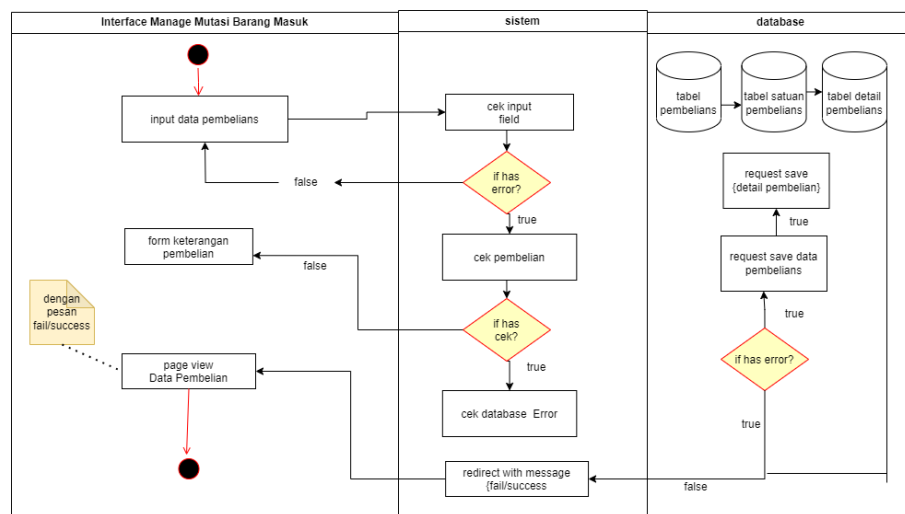 Interface Manage Mutasi Barang Masuk
sistem
database
input data pembelians
cek input
field
tabel
pembelians
tabel satuan
pembelians
tabel detail
pembelians
false
if has
error?
true
request save
{detail pembelian}
true
form keterangan
pembelian
false
cek pembelian
request save data
pembelians
dengan
pesan
fail/success
if has
cek?
true
true
if has error?
page view
Data Pembelian
cek database  Error
true
redirect with message
{fail/success
false